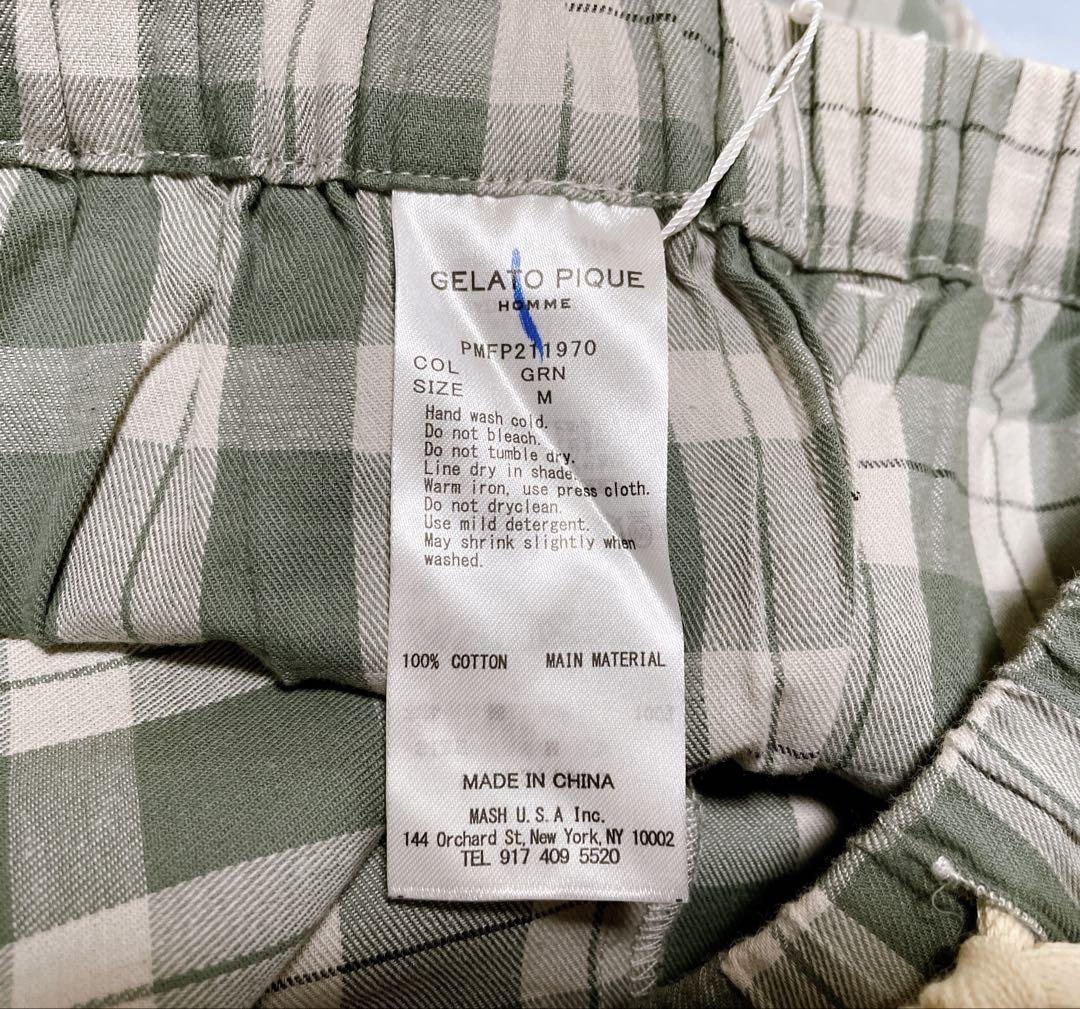 GELATO PIQUE
HOMME
PMFP211970
COL GRN
SIZE M
Hand wash cold.
Do not bleach.
Do not tumble dry.
Line dry in shade.
Warm iron, use press cloth.
Do not dryclean.
Use mild detergent.
May shrink slightly when
washed.
100% COTTON MAIN MATERIAL
MADE IN CHINA
MASH U.S.A Inc.
144 Orchard St, New York, NY 10002
TEL 917 409 5520